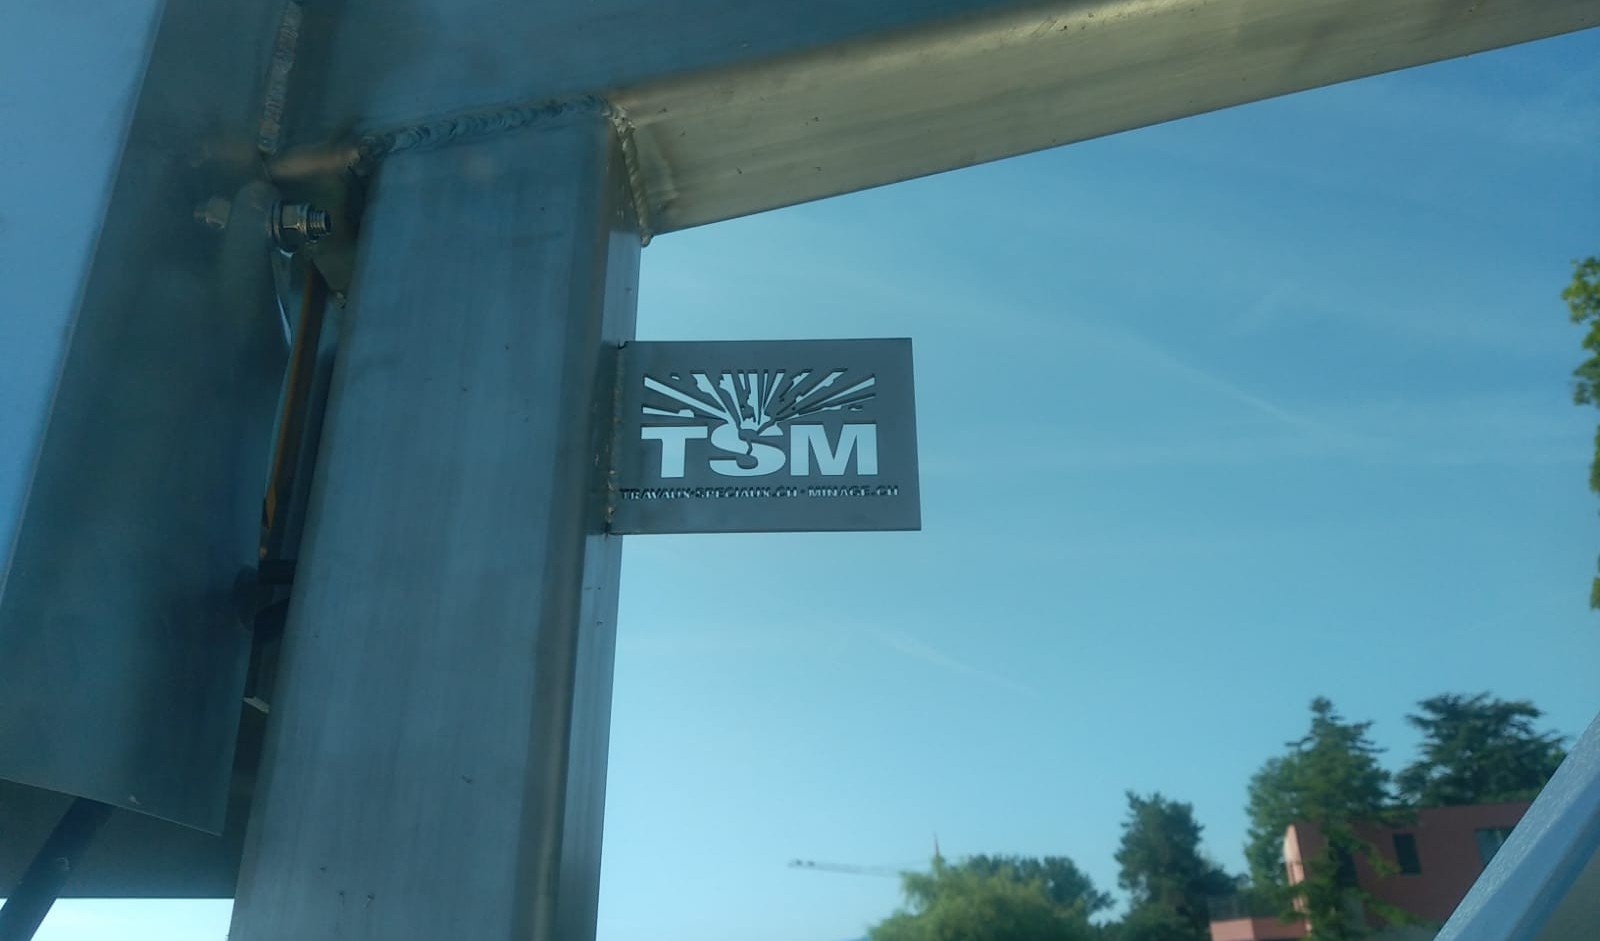 TSM
TRAVAUX-SPECIAUX.CH - MINAGE.CH